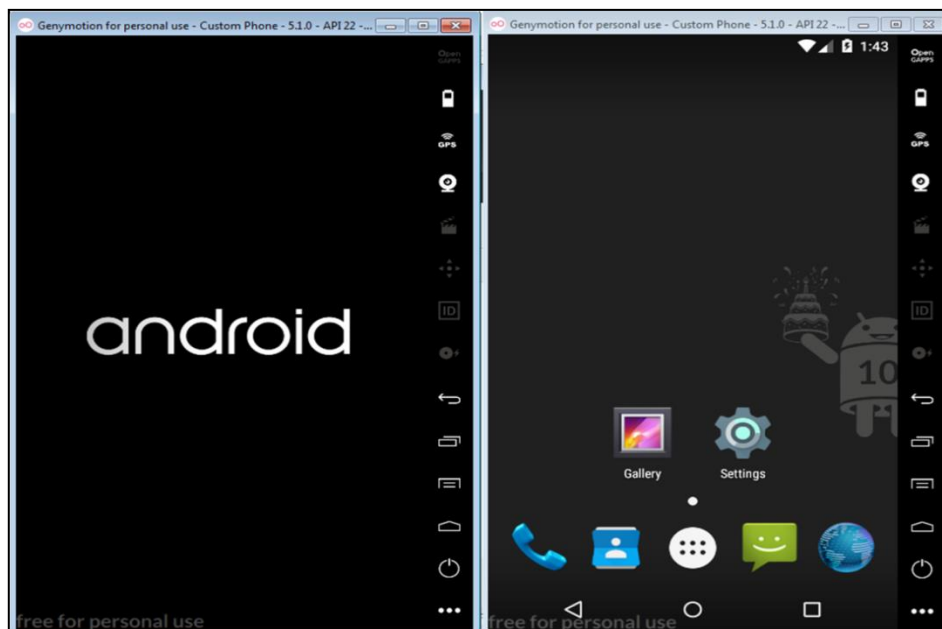 Genymotion for personal use - Custom Phone - 5.1.0 - API 22 -...
Open
GAPPS
GPS
ID
android
free for personal use
Genymotion for personal use - Custom Phone - 5.1.0 - API 22 -...
1:43
Open
GAPPS
GPS
10
ID
Gallery
Settings
free for personal use